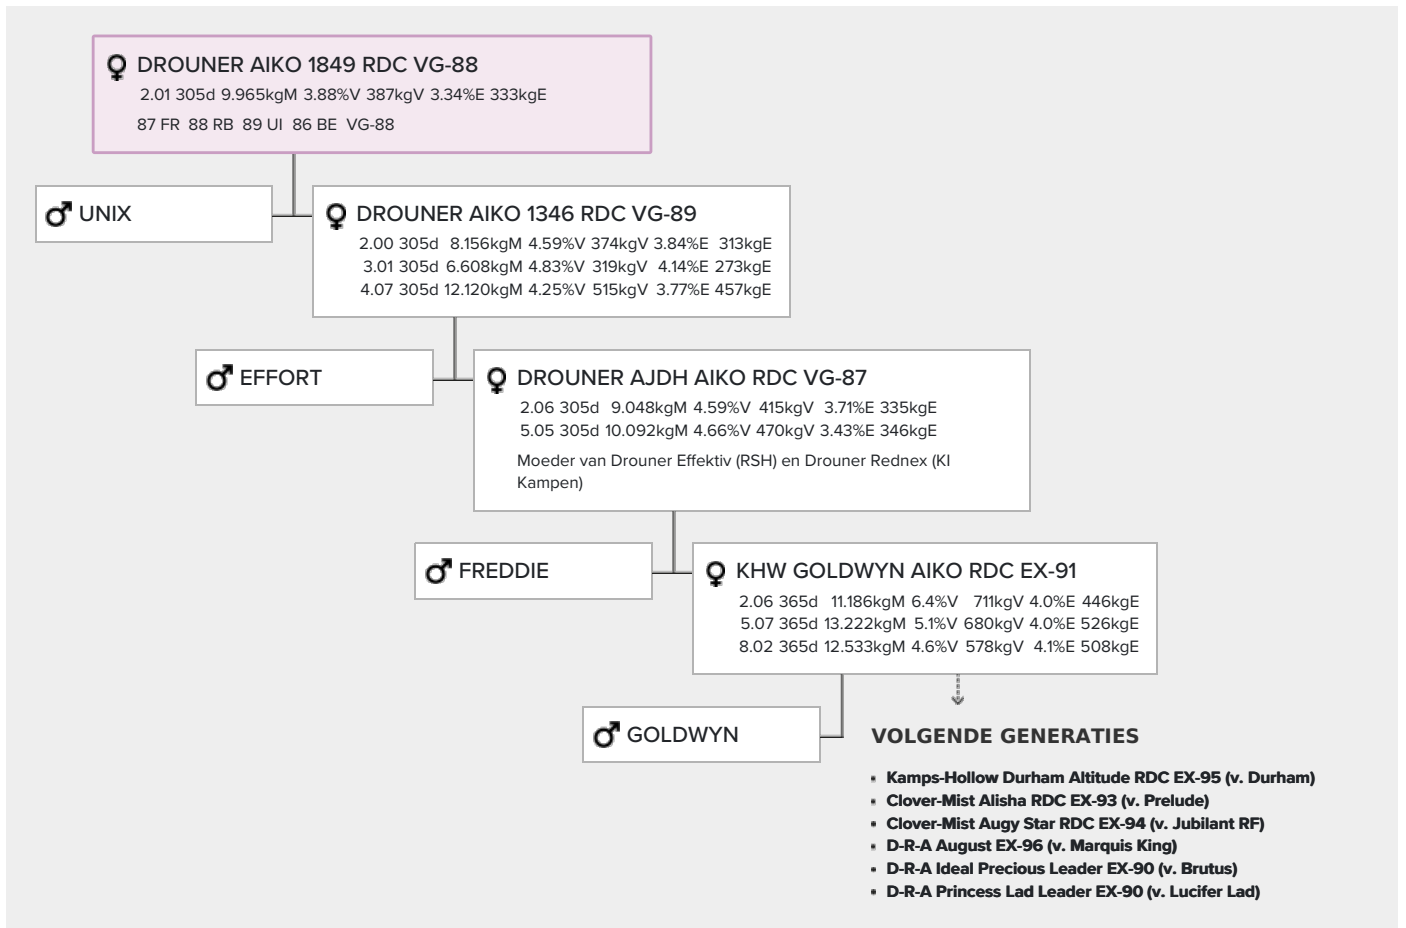 DROUNER AIKO 1849 RDC VG-88
2.01 305d 9.965kgM 3.88%V 387kgV 3.34%E 333kgE
87 FR 88 RB 89 UI 86 BE VG-88
UNIX
DROUNER AIKO 1346 RDC VG-89
2.00 305d 8.156kgM 4.59%V 374kgV 3.84%E 313kgE
3.01 305d 6.608kgM 4.83%V 319kgV 4.14%E 273kgE
4.07 305d 12.120kgM 4.25%V 515kgV 3.77%E 457kgE
EFFORT
DROUNER AJDH AIKO RDC VG-87
2.06 305d 9.048kgM 4.59%V 415kgV 3.71%E 335kgE
5.05 305d 10.092kgM 4.66%V 470kgV 3.43%E 346kgE
Moeder van Drouner Effektiv (RSH) en Drouner Rednex (KI
Kampen)
FREDDIE
KHW GOLDWYN AIKO RDC EX-91
2.06 365d 11.186kgM 6.4%V 711kgV 4.0%E 446kgE
5.07 365d 13.222kgM 5.1%V 680kgV 4.0%E 526kgE
8.02 365d 12.533kgM 4.6%V 578kgV 4.1%E 508kgE
GOLDWYN
VOLGENDE GENERATIES
Kamps-Hollow Durham Altitude RDC EX-95 (v. Durham)
Clover-Mist Alisha RDC EX-93 (v. Prelude)
Clover-Mist Augy Star RDC EX-94 (v. Jubilant RF)
D-R-A August EX-96 (v. Marquis King)
D-R-A Ideal Precious Leader EX-90 (v. Brutus)
D-R-A Princess Lad Leader EX-90 (v. Lucifer Lad)